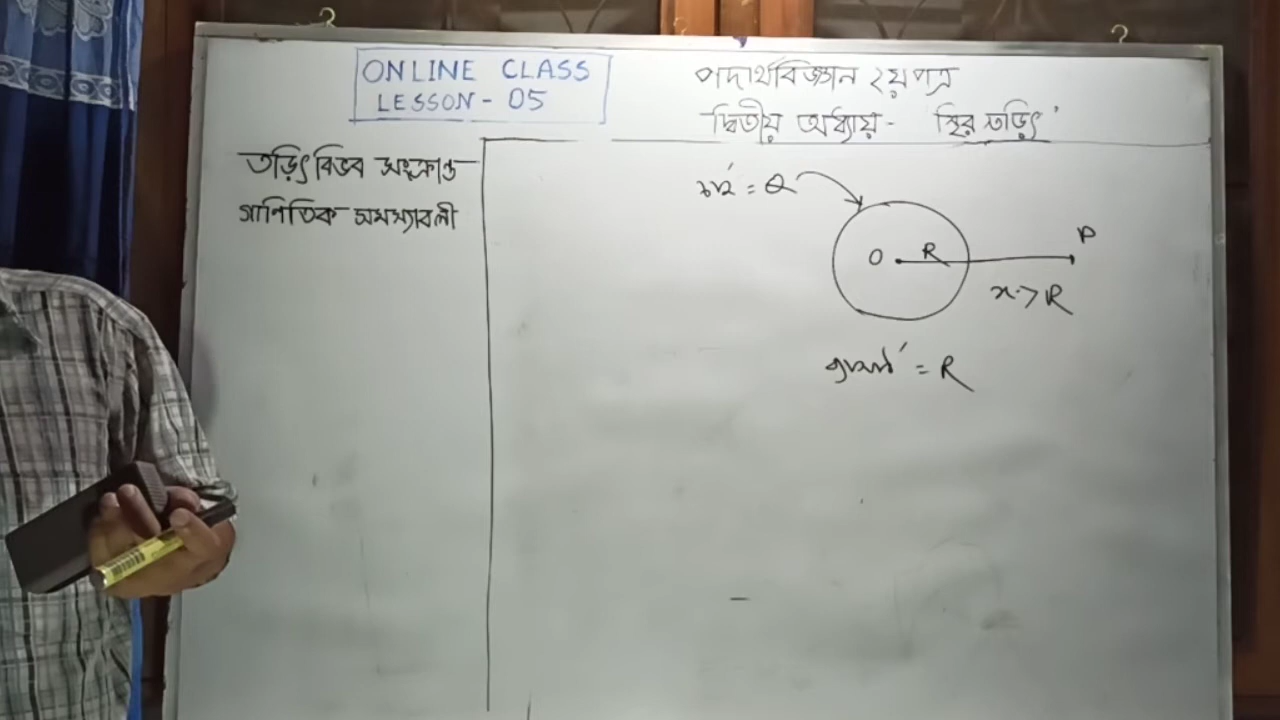 ONLINE CLASS
LESSON - 05
পদার্থবিজ্ঞান ২য় পত্র
দ্বিতীয় অধ্যায় - 'স্থির তড়িৎ'
তড়িৎ বিভব সংক্রান্ত
গাণিতিক সমস্যাবলী
চার্জ = Q
O R P
x > R
ব্যাসার্ধ = R